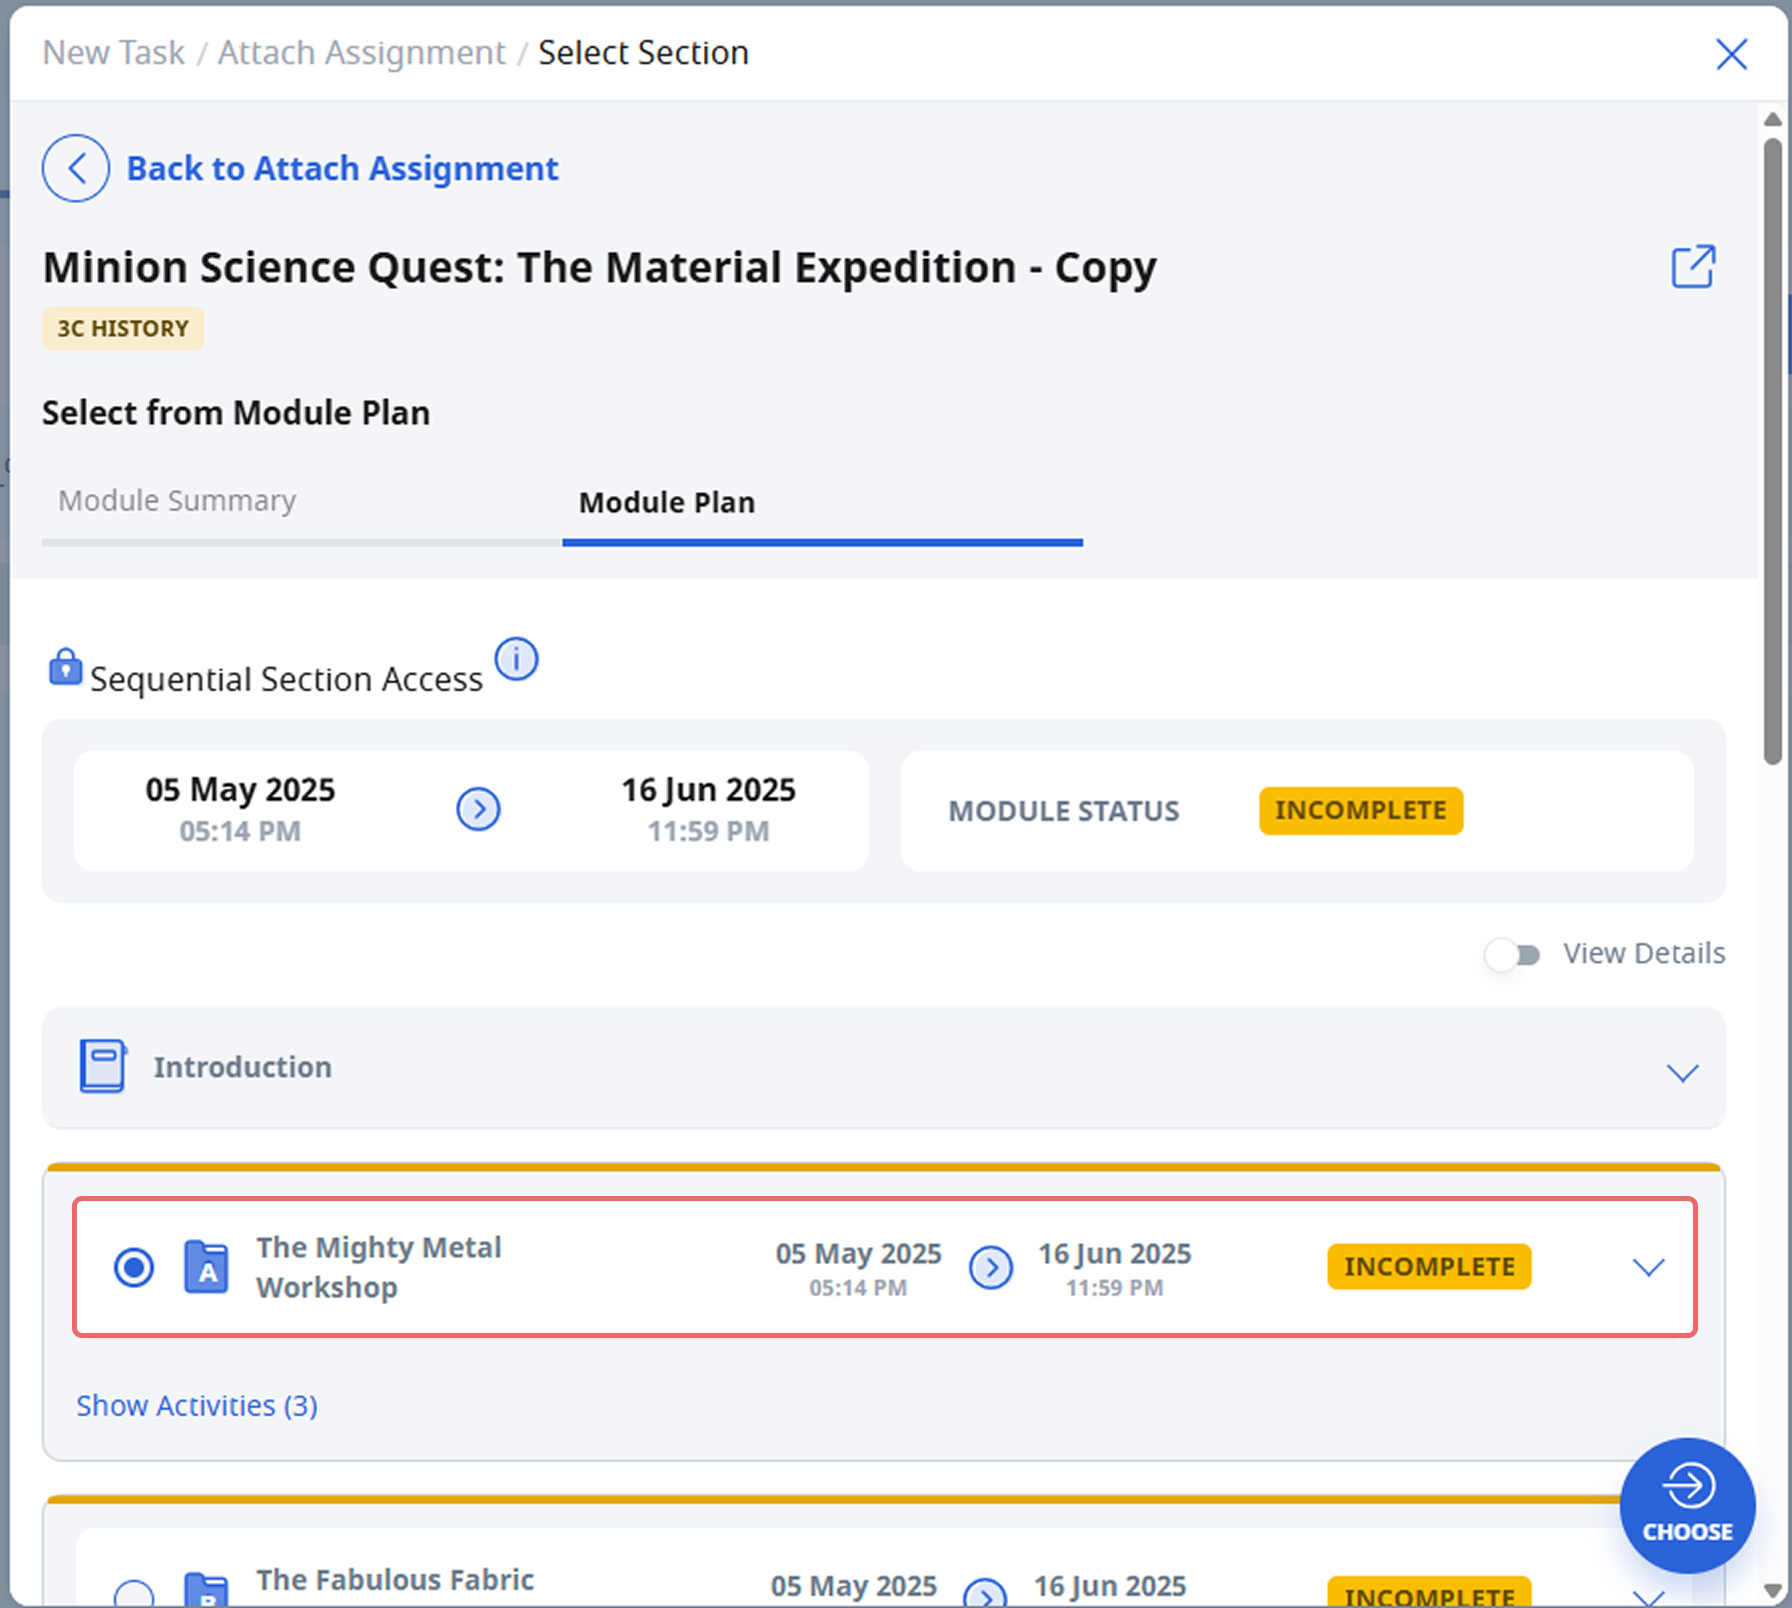 New Task / Attach Assignment / Select Section
Back to Attach Assignment
Minion Science Quest: The Material Expedition - Copy
3C HISTORY
Select from Module Plan
Module Summary
Module Plan
Sequential Section Access
05 May 2025
05:14 PM
16 Jun 2025
11:59 PM
MODULE STATUS
INCOMPLETE
View Details
Introduction
A
The Mighty Metal
Workshop
05 May 2025
05:14 PM
16 Jun 2025
11:59 PM
INCOMPLETE
Show Activities (3)
CHOOSE
B
The Fabulous Fabric
05 May 2025
16 Jun 2025
INCOMPLETE